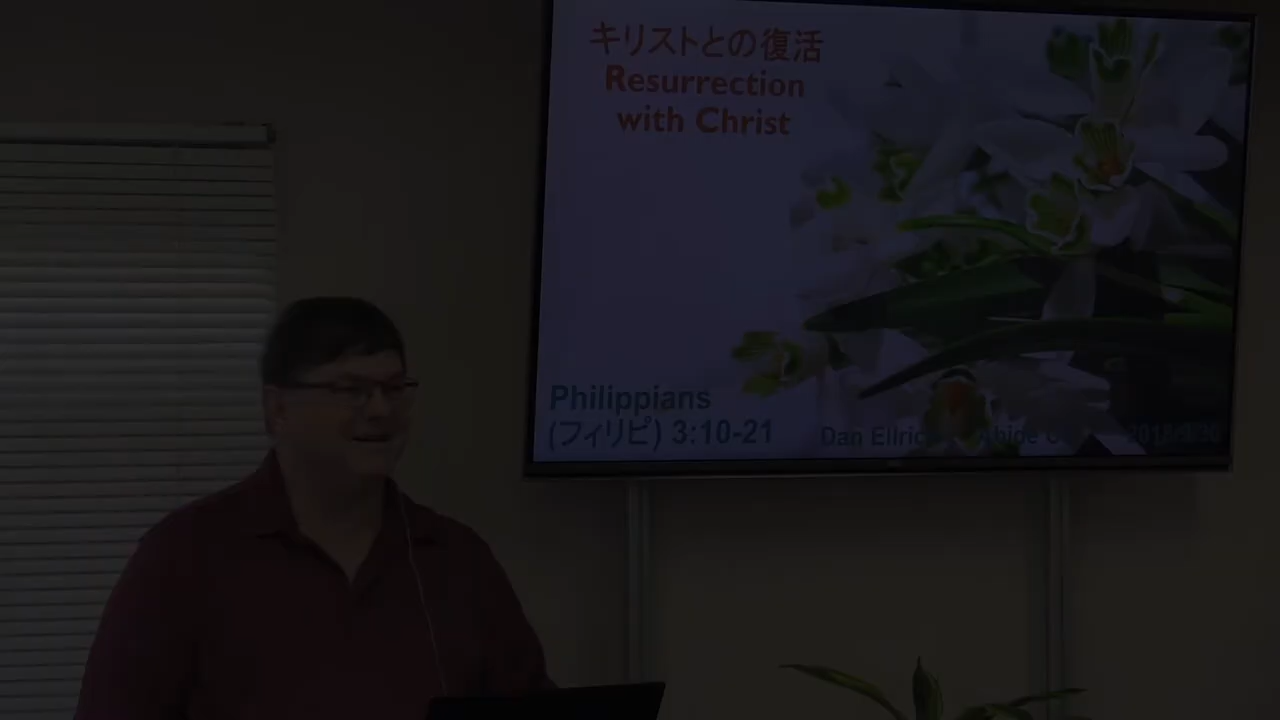 キリストとの復活
Resurrection
with Christ
Philippians
(フィリピ) 3:10-21
Dan